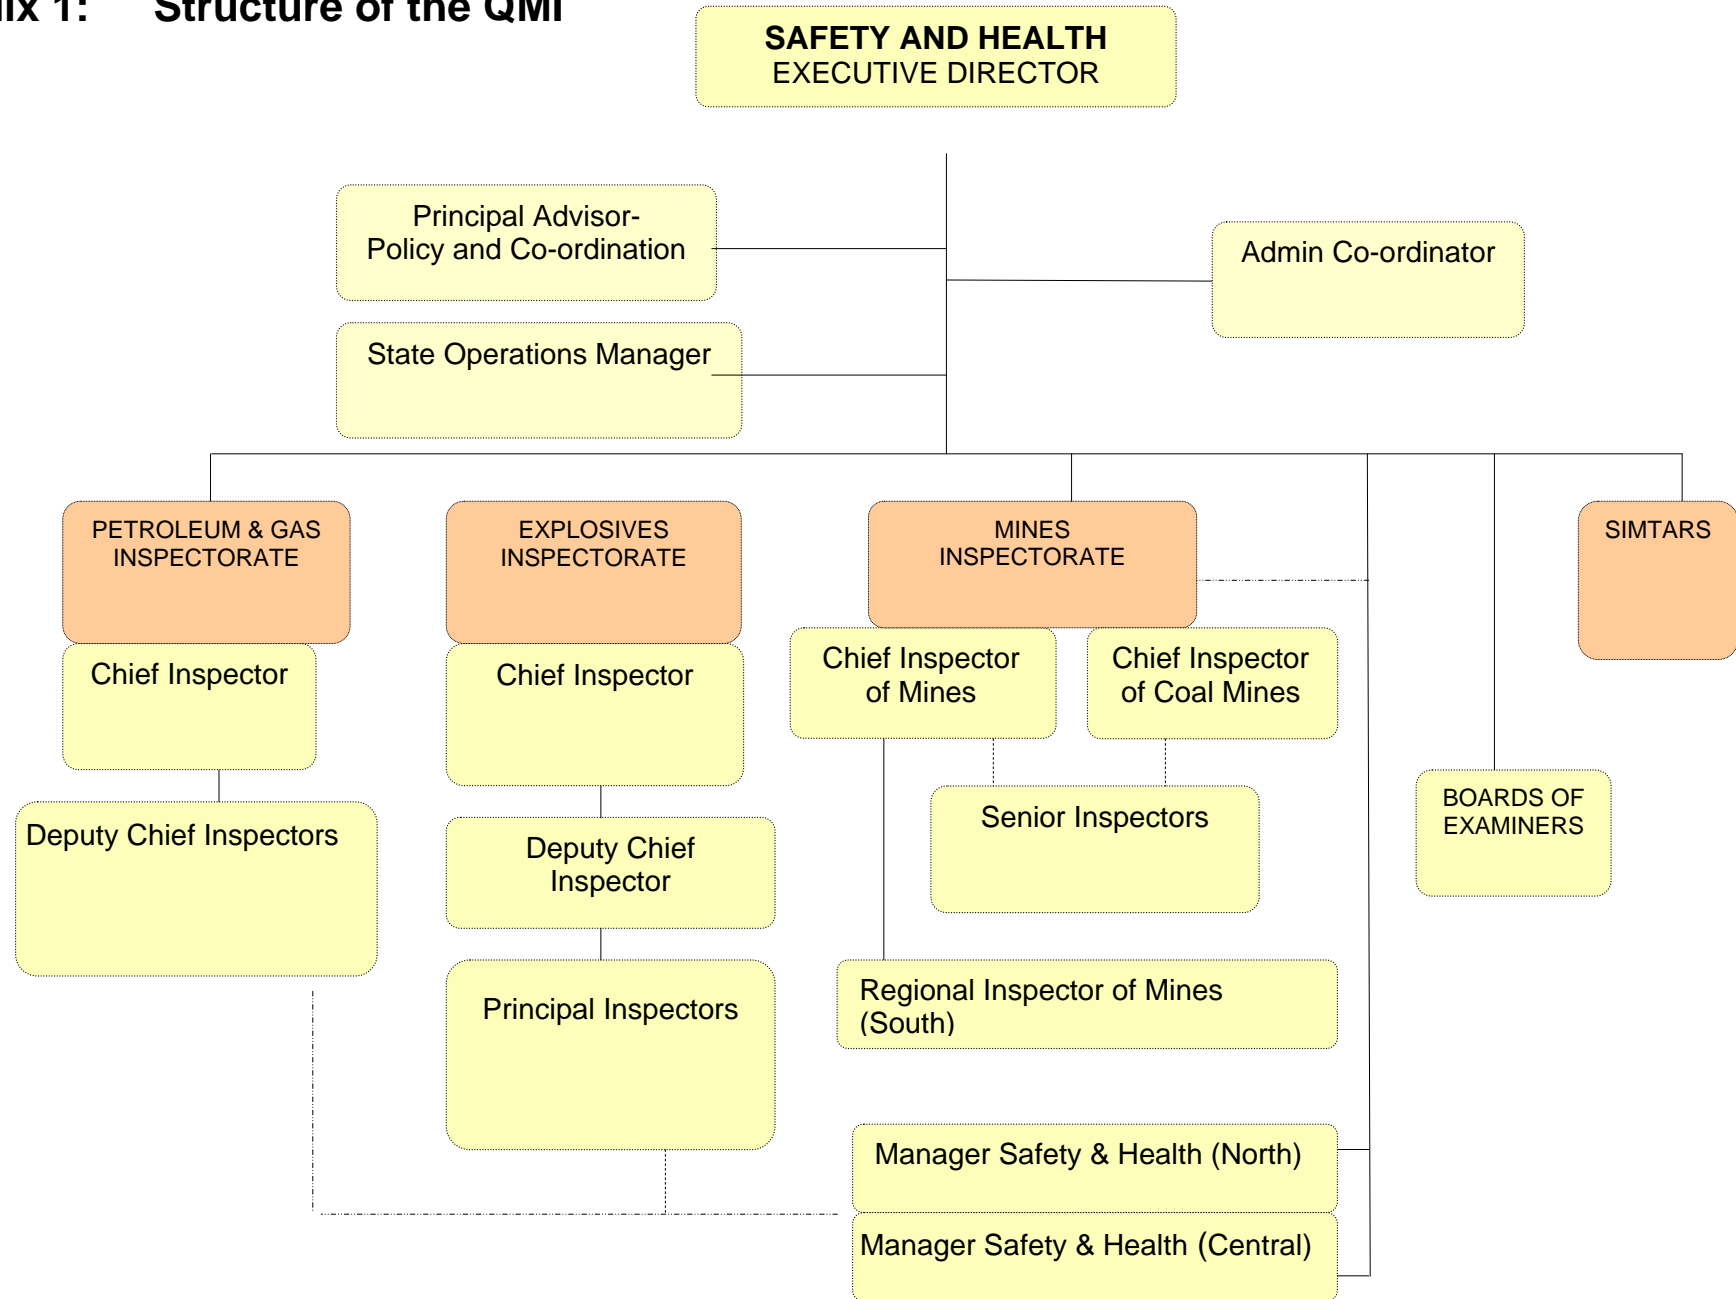 ix 1: Structure of the QMI
SAFETY AND HEALTH
EXECUTIVE DIRECTOR
Principal Advisor-
Policy and Co-ordination
Admin Co-ordinator
State Operations Manager
PETROLEUM & GAS
INSPECTORATE
EXPLOSIVES
INSPECTORATE
MINES
INSPECTORATE
SIMTARS
Chief Inspector
Chief Inspector
Chief Inspector
of Mines
Chief Inspector
of Coal Mines
Deputy Chief Inspectors
Deputy Chief
Inspector
Senior Inspectors
BOARDS OF
EXAMINERS
Principal Inspectors
Regional Inspector of Mines
(South)
Manager Safety & Health (North)
Manager Safety & Health (Central)